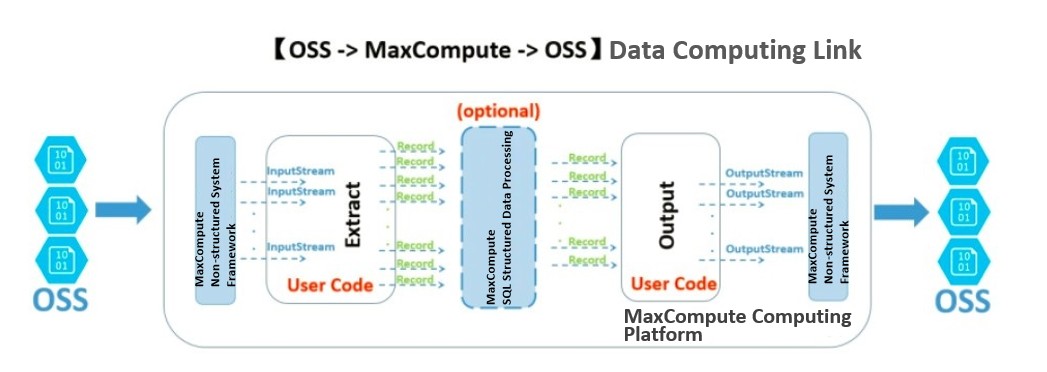 【OSS -> MaxCompute -> OSS】Data Computing Link
(optional)
10
01
10
01
10
01
OSS
MaxCompute
Non-structured System
Framework
InputStream
InputStream
InputStream
Extract
User Code
Record
Record
Record
Record
Record
Record
Record
MaxCompute
SQL Structured Data Processing
Record
Record
Record
Record
Record
Output
User Code
OutputStream
OutputStream
OutputStream
MaxCompute
Non-structured System
Framework
MaxCompute Computing
Platform
10
01
10
01
10
01
OSS